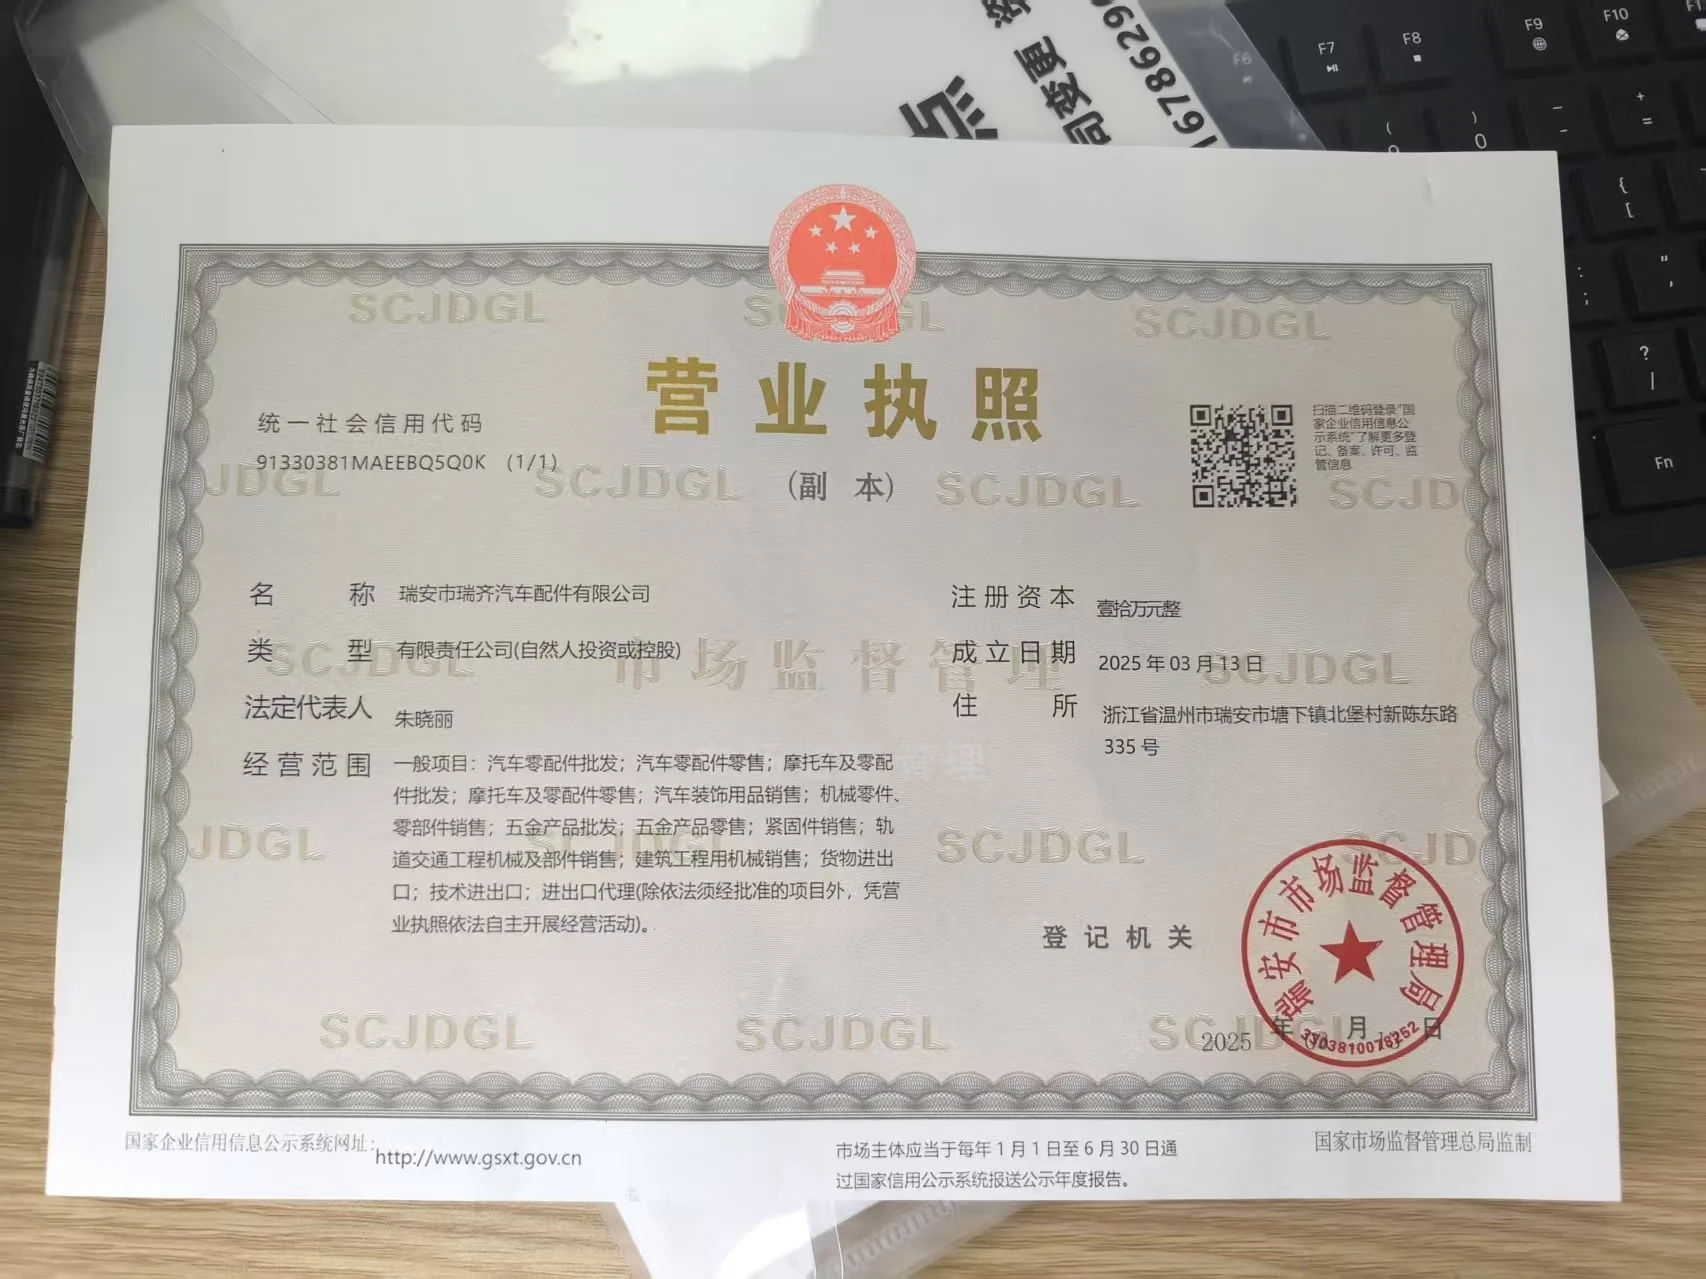 F7
F8
F9
F10
营业执照
(副 本)
统一社会信用代码
91330381MAEEBQ5Q0K (1/1)
扫描二维码登录“国
家企业信用信息公
示系统”了解更多登
记、备案、许可、监
管信息
名 称 瑞安市瑞齐汽车配件有限公司
类 型 有限责任公司(自然人投资或控股)
法定代表人 朱晓丽
经营范围 一般项目：汽车零配件批发；汽车零配件零售；摩托车及零配
件批发；摩托车及零配件零售；汽车装饰用品销售；机械零件、
零部件销售；五金产品批发；五金产品零售；紧固件销售；轨
道交通工程机械及部件销售；建筑工程用机械销售；货物进出
口；技术进出口；进出口代理(除依法须经批准的项目外，凭营
业执照依法自主开展经营活动)。
注册资本 壹拾万元整
成立日期 2025 年 03 月 13 日
住 所 浙江省温州市瑞安市塘下镇北堡村新陈东路
335 号
登记机关
瑞安市市场监督管理局
2025 年 月 日
国家企业信用信息公示系统网址：http://www.gsxt.gov.cn
市场主体应当于每年 1 月 1 日至 6 月 30 日通
过国家信用公示系统报送公示年度报告。
国家市场监督管理总局监制
SCJDGL
市场监督管理
Fn